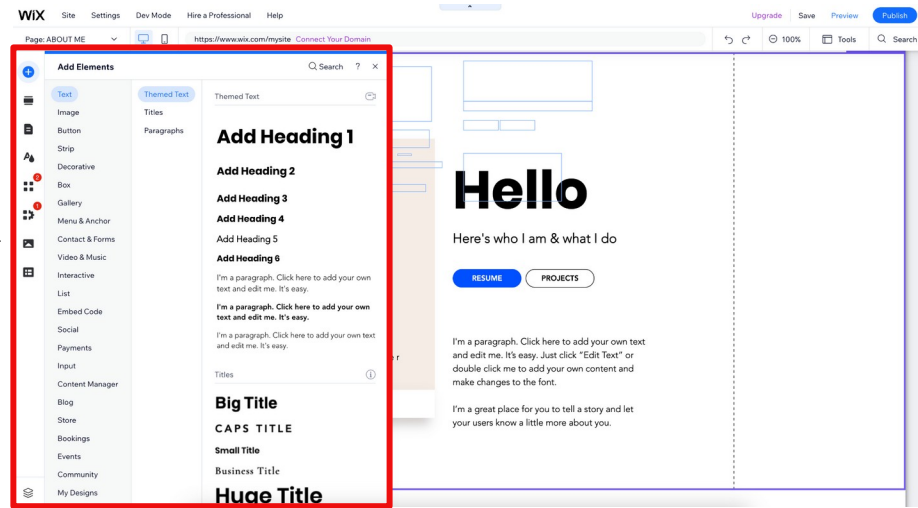 WiX Site Settings Dev Mode Hire a Professional Help Upgrade Save Preview Publish
Page: ABOUT ME https://www.wix.com/mysite Connect Your Domain 100% Tools Search
Add Elements Search ? ×
Text
Image
Button
Strip
Decorative
Box
Gallery
Menu & Anchor
Contact & Forms
Video & Music
Interactive
List
Embed Code
Social
Payments
Input
Content Manager
Blog
Store
Bookings
Events
Community
My Designs
2
1
Themed Text
Titles
Paragraphs
Themed Text
Add Heading 1
Add Heading 2
Add Heading 3
Add Heading 4
Add Heading 5
Add Heading 6
I'm a paragraph. Click here to add your own
text and edit me. It's easy.
I'm a paragraph. Click here to add your own
text and edit me. It's easy.
I'm a paragraph. Click here to add your own text
and edit me. It's easy.
Titles
Big Title
CAPS TITLE
Small Title
Business Title
Huge Title
Hello
Here's who I am & what I do
RESUME PROJECTS
r
I'm a paragraph. Click here to add your own text
and edit me. It's easy. Just click "Edit Text" or
double click me to add your own content and
make changes to the font.
I'm a great place for you to tell a story and let
your users know a little more about you.